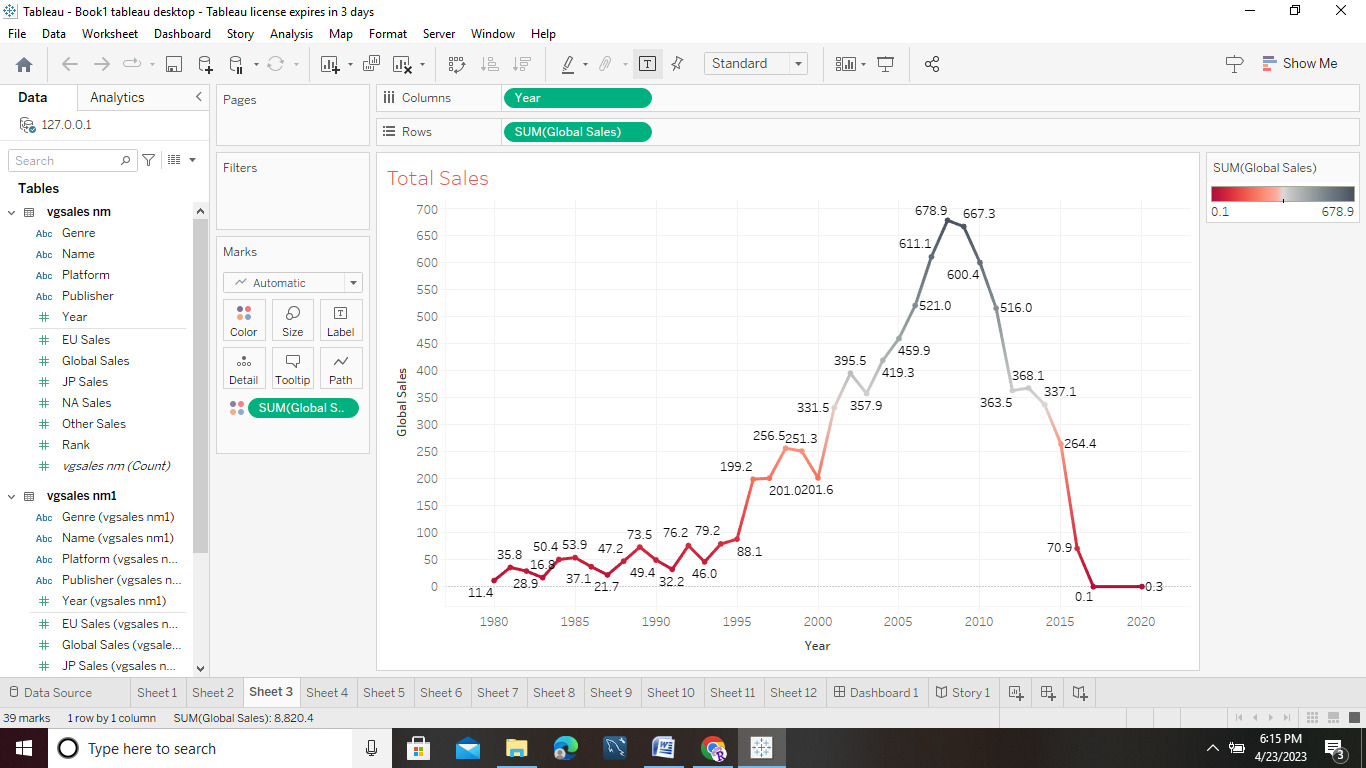 Tableau - Book1 tableau desktop - Tableau license expires in 3 days
File Data Worksheet Dashboard Story Analysis Map Format Server Window Help
Standard
Show Me
Data Analytics
127.0.0.1
Search
Tables
vgsales nm
Abc Genre
Abc Name
Abc Platform
Abc Publisher
# Year
# EU Sales
# Global Sales
# JP Sales
# NA Sales
# Other Sales
# Rank
# vgsales nm (Count)
vgsales nm1
Abc Genre (vgsales nm1)
Abc Name (vgsales nm1)
Abc Platform (vgsales n...
Abc Publisher (vgsales n...
# Year (vgsales nm1)
# EU Sales (vgsales n...
# Global Sales (vgsale...
# JP Sales (vgsales n...
Pages
Filters
Marks
Automatic
Color Size Label
Detail Tooltip Path
SUM(Global S..
Columns Year
Rows SUM(Global Sales)
Total Sales
Global Sales
700
650
600
550
500
450
400
350
300
250
200
150
100
50
0
11.4
35.8
28.9
16.8
50.4
53.9
37.1
21.7
47.2
73.5
49.4
32.2
76.2
46.0
79.2
88.1
199.2
201.0
256.5
251.3
201.6
331.5
395.5
357.9
419.3
459.9
521.0
611.1
678.9
667.3
600.4
516.0
363.5
368.1
337.1
264.4
70.9
0.1
0.3
1980 1985 1990 1995 2000 2005 2010 2015 2020
Year
SUM(Global Sales)
0.1 678.9
Data Source Sheet 1 Sheet 2 Sheet 3 Sheet 4 Sheet 5 Sheet 6 Sheet 7 Sheet 8 Sheet 9 Sheet 10 Sheet 11 Sheet 12 Dashboard 1 Story 1
39 marks 1 row by 1 column SUM(Global Sales): 8,820.4
Type here to search
6:15 PM
4/23/2023
3